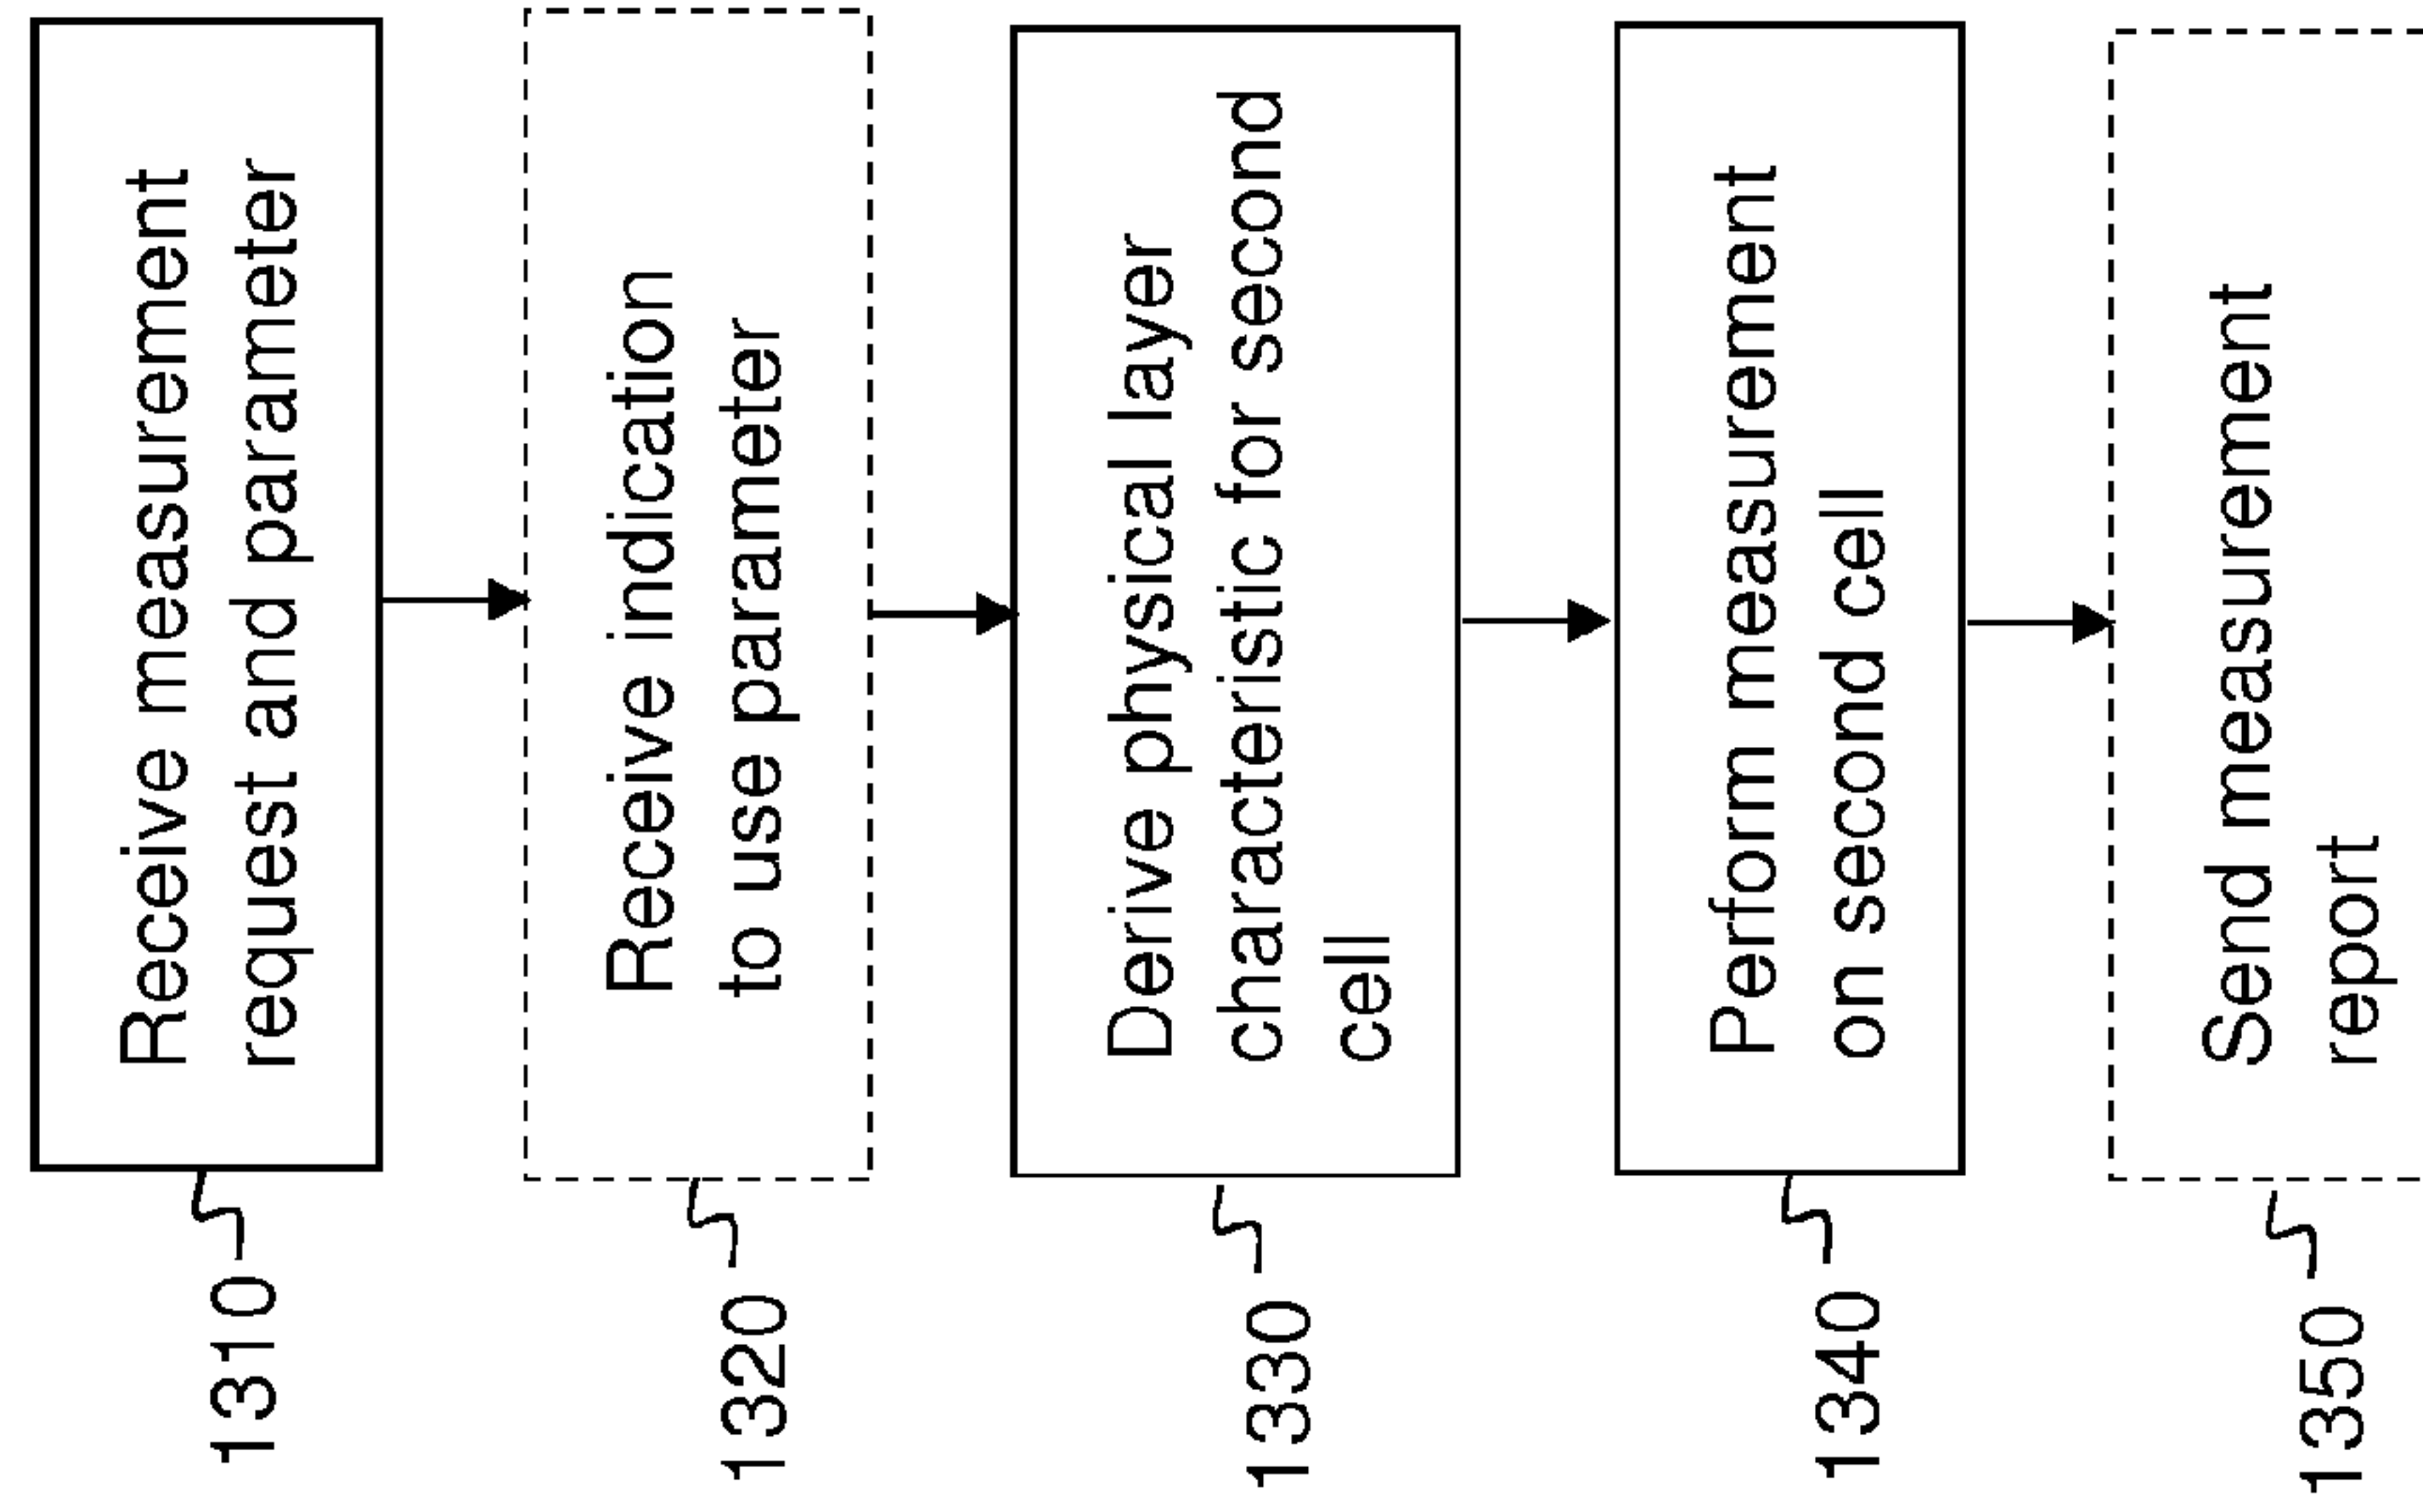 Receive measurement
request and parameter
1310
Receive indication
to use parameter
1320
Derive physical layer
characteristic for second
cell
1330
Perform measurement
on second cell
1340
Send measurement
report
1350